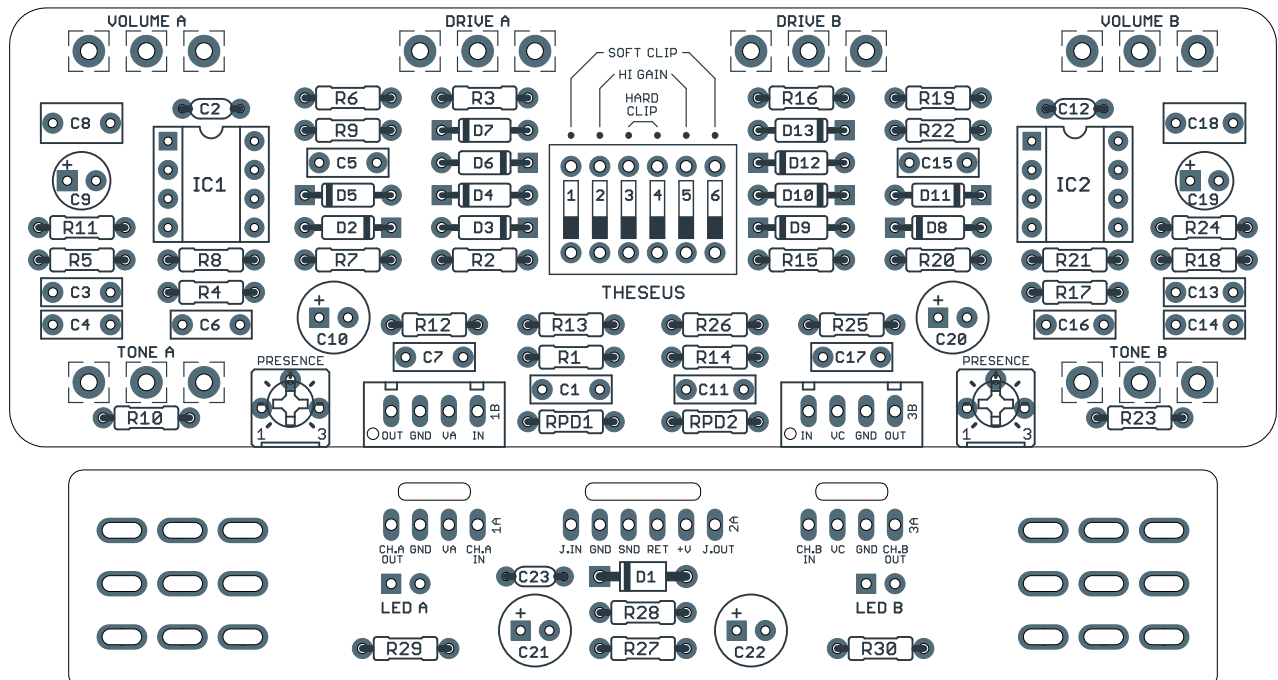 VOLUME A
DRIVE A
DRIVE B
VOLUME B
SOFT CLIP
HI GAIN
HARD
CLIP
R6
R3
R16
R19
C2
C12
C8
R9
D7
D13
R22
C18
C5
D6
D12
C15
IC1
1
2
3
4
5
6
IC2
+
C9
D5
D4
D10
D11
+
C19
R11
D2
D3
D9
D8
R24
R5
R8
R7
R2
R15
R20
R21
R18
C3
R4
THESEUS
R17
C13
C4
C6
+
C10
R12
R13
R26
R25
+
C20
C16
C14
TONE A
PRESENCE
C7
R1
R14
C17
PRESENCE
TONE B
C1
C11
R10
1
3
OUT
GND
VA
IN
1B
RPD1
RPD2
IN
VC
GND
OUT
3B
1
3
R23
1A
2A
3A
CH.A
OUT
GND
VA
CH.A
IN
J.IN
GND
SND
RET
+V
J.OUT
CH.B
IN
VC
GND
CH.B
OUT
C23
D1
LED A
LED B
+
C21
R28
+
C22
R29
R27
R30